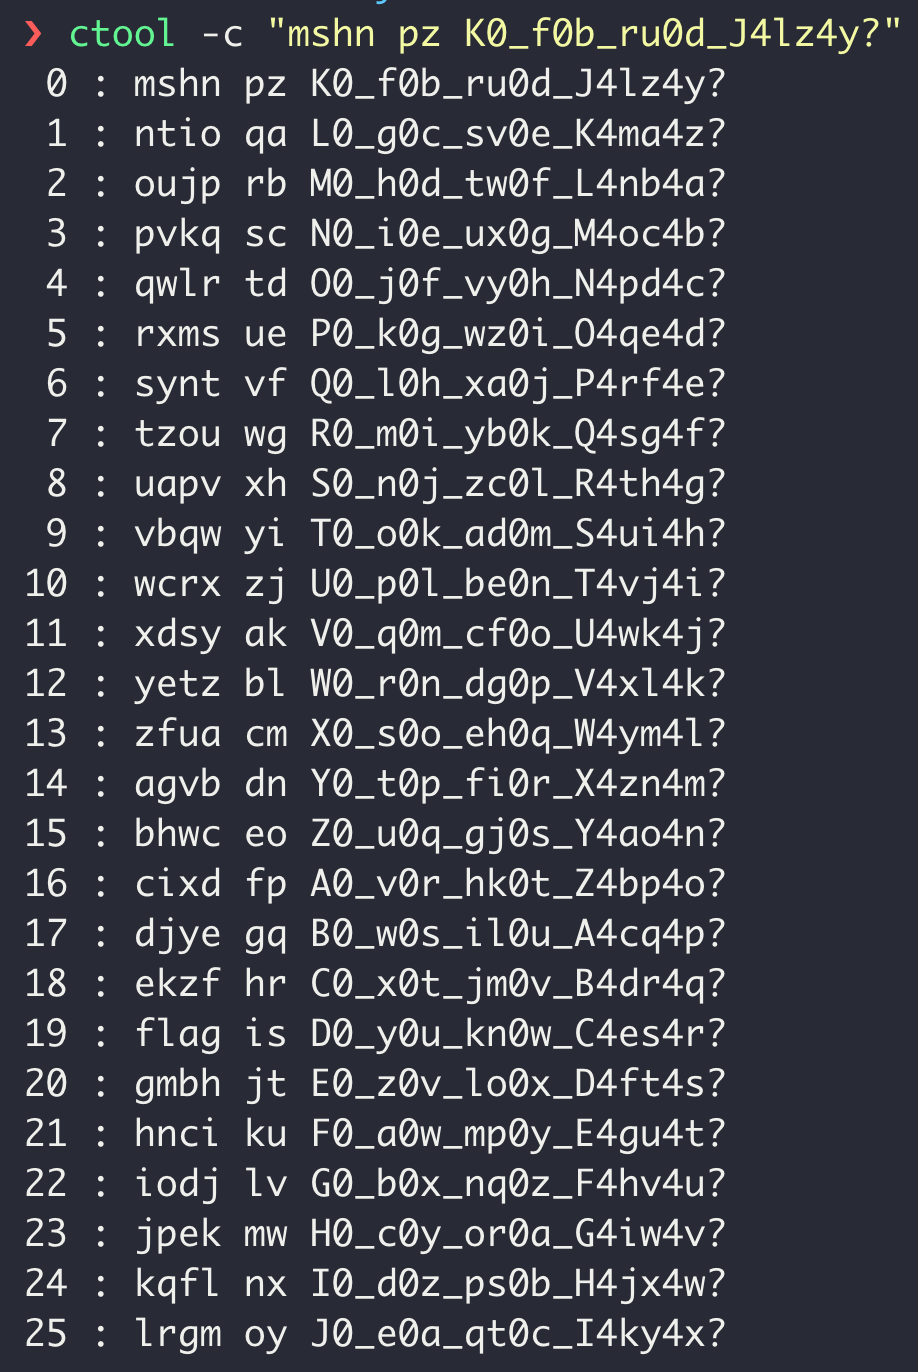 ❯ ctool -c "mshn pz K0_f0b_ru0d_J4lz4y?"
0 : mshn pz K0_f0b_ru0d_J4lz4y?
1 : ntio qa L0_g0c_sv0e_K4ma4z?
2 : oujp rb M0_h0d_tw0f_L4nb4a?
3 : pvkq sc N0_i0e_ux0g_M4oc4b?
4 : qwlr td O0_j0f_vy0h_N4pd4c?
5 : rxms ue P0_k0g_wz0i_O4qe4d?
6 : synt vf Q0_l0h_xa0j_P4rf4e?
7 : tzou wg R0_m0i_yb0k_Q4sg4f?
8 : uapv xh S0_n0j_zc0l_R4th4g?
9 : vbqw yi T0_o0k_ad0m_S4ui4h?
10 : wcrx zj U0_p0l_be0n_T4vj4i?
11 : xdsy ak V0_q0m_cf0o_U4wk4j?
12 : yetz bl W0_r0n_dg0p_V4xl4k?
13 : zfua cm X0_s0o_eh0q_W4ym4l?
14 : agvb dn Y0_t0p_fi0r_X4zn4m?
15 : bhwc eo Z0_u0q_gj0s_Y4ao4n?
16 : cixd fp A0_v0r_hk0t_Z4bp4o?
17 : djye gq B0_w0s_il0u_A4cq4p?
18 : ekzf hr C0_x0t_jm0v_B4dr4q?
19 : flag is D0_y0u_kn0w_C4es4r?
20 : gmbh jt E0_z0v_lo0x_D4ft4s?
21 : hnci ku F0_a0w_mp0y_E4gu4t?
22 : iodj lv G0_b0x_nq0z_F4hv4u?
23 : jpek mw H0_c0y_or0a_G4iw4v?
24 : kqfl nx I0_d0z_ps0b_H4jx4w?
25 : lrgm oy J0_e0a_qt0c_I4ky4x?